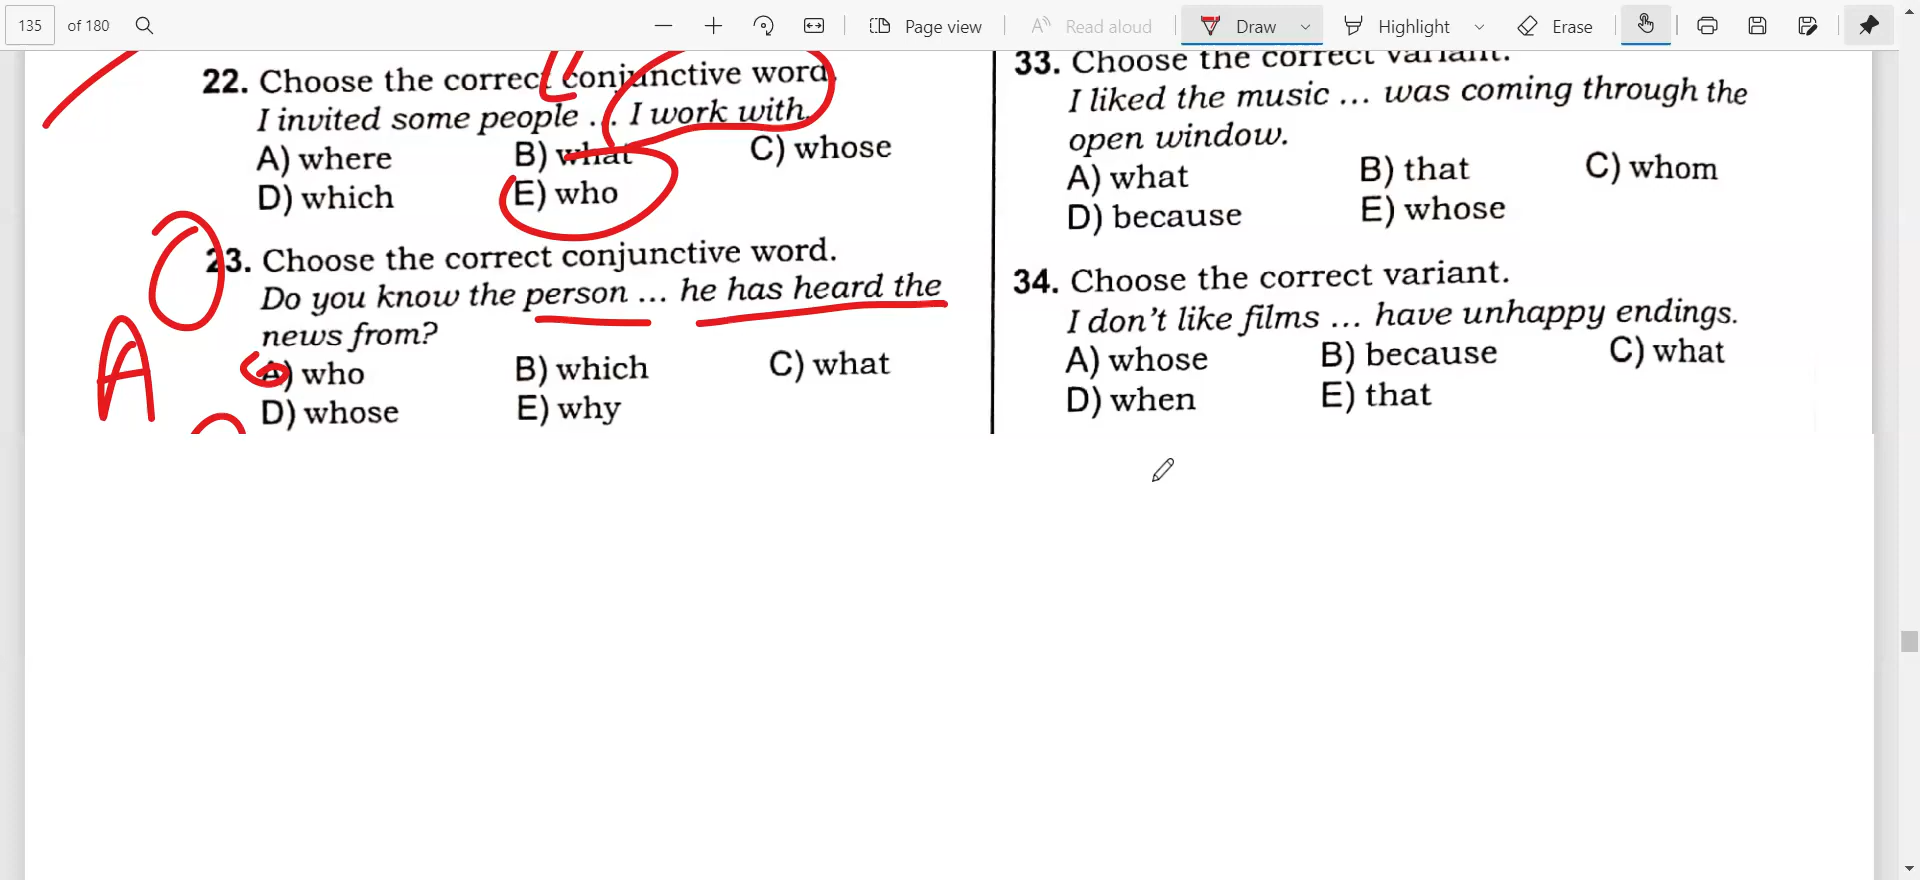 135 of 180 Page view Read aloud Draw Highlight Erase
22. Choose the correct conjunctive word.
I invited some people ... I work with.
A) where B) what C) whose
D) which E) who
23. Choose the correct conjunctive word.
Do you know the person ... he has heard the
news from?
A) who B) which C) what
D) whose E) why
A
33. Choose the correct variant.
I liked the music ... was coming through the
open window.
A) what B) that C) whom
D) because E) whose
34. Choose the correct variant.
I don't like films ... have unhappy endings.
A) whose B) because C) what
D) when E) that